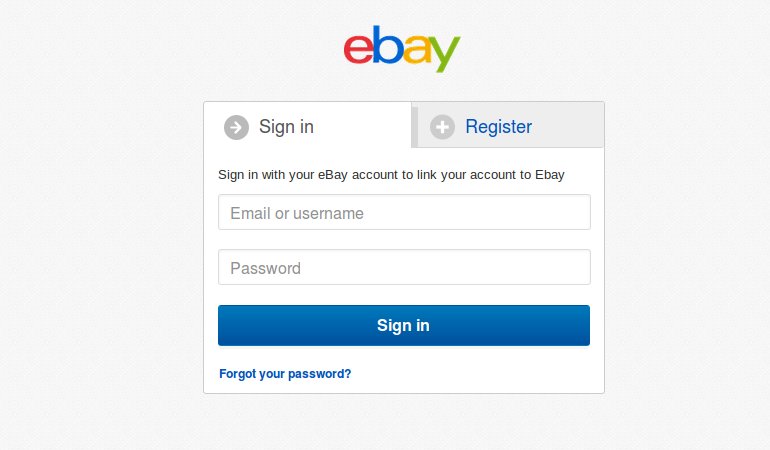 ebay
Sign in
Register
Sign in with your eBay account to link your account to Ebay
Email or username
Password
Sign in
Forgot your password?